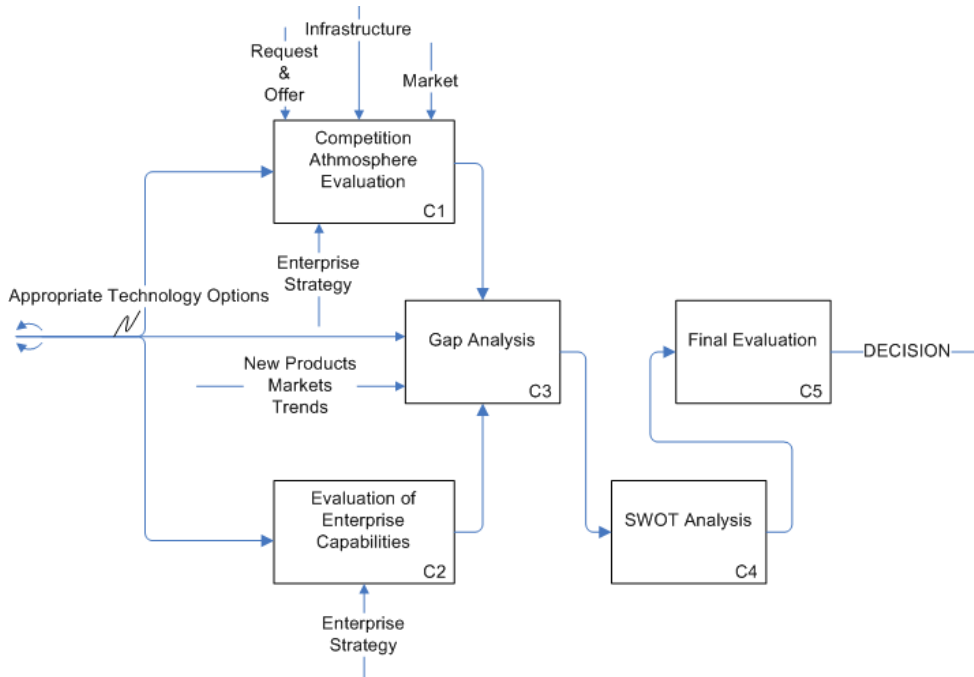 Infrastructure
Request
&
Offer
Market
Competition
Athmosphere
Evaluation
C1
Enterprise
Strategy
Appropriate Technology Options
Gap Analysis
C3
New Products
Markets
Trends
Final Evaluation
C5
DECISION
Evaluation of
Enterprise
Capabilities
C2
SWOT Analysis
C4
Enterprise
Strategy